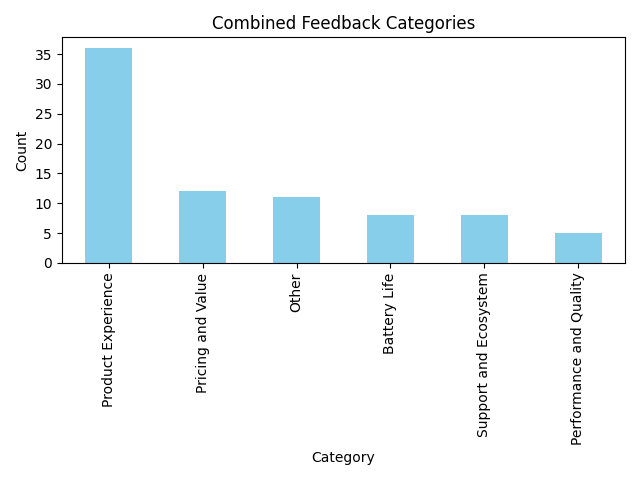 Combined Feedback Categories
Count
35
30
25
20
15
10
5
0
Product Experience
Pricing and Value
Other
Battery Life
Support and Ecosystem
Performance and Quality
Category